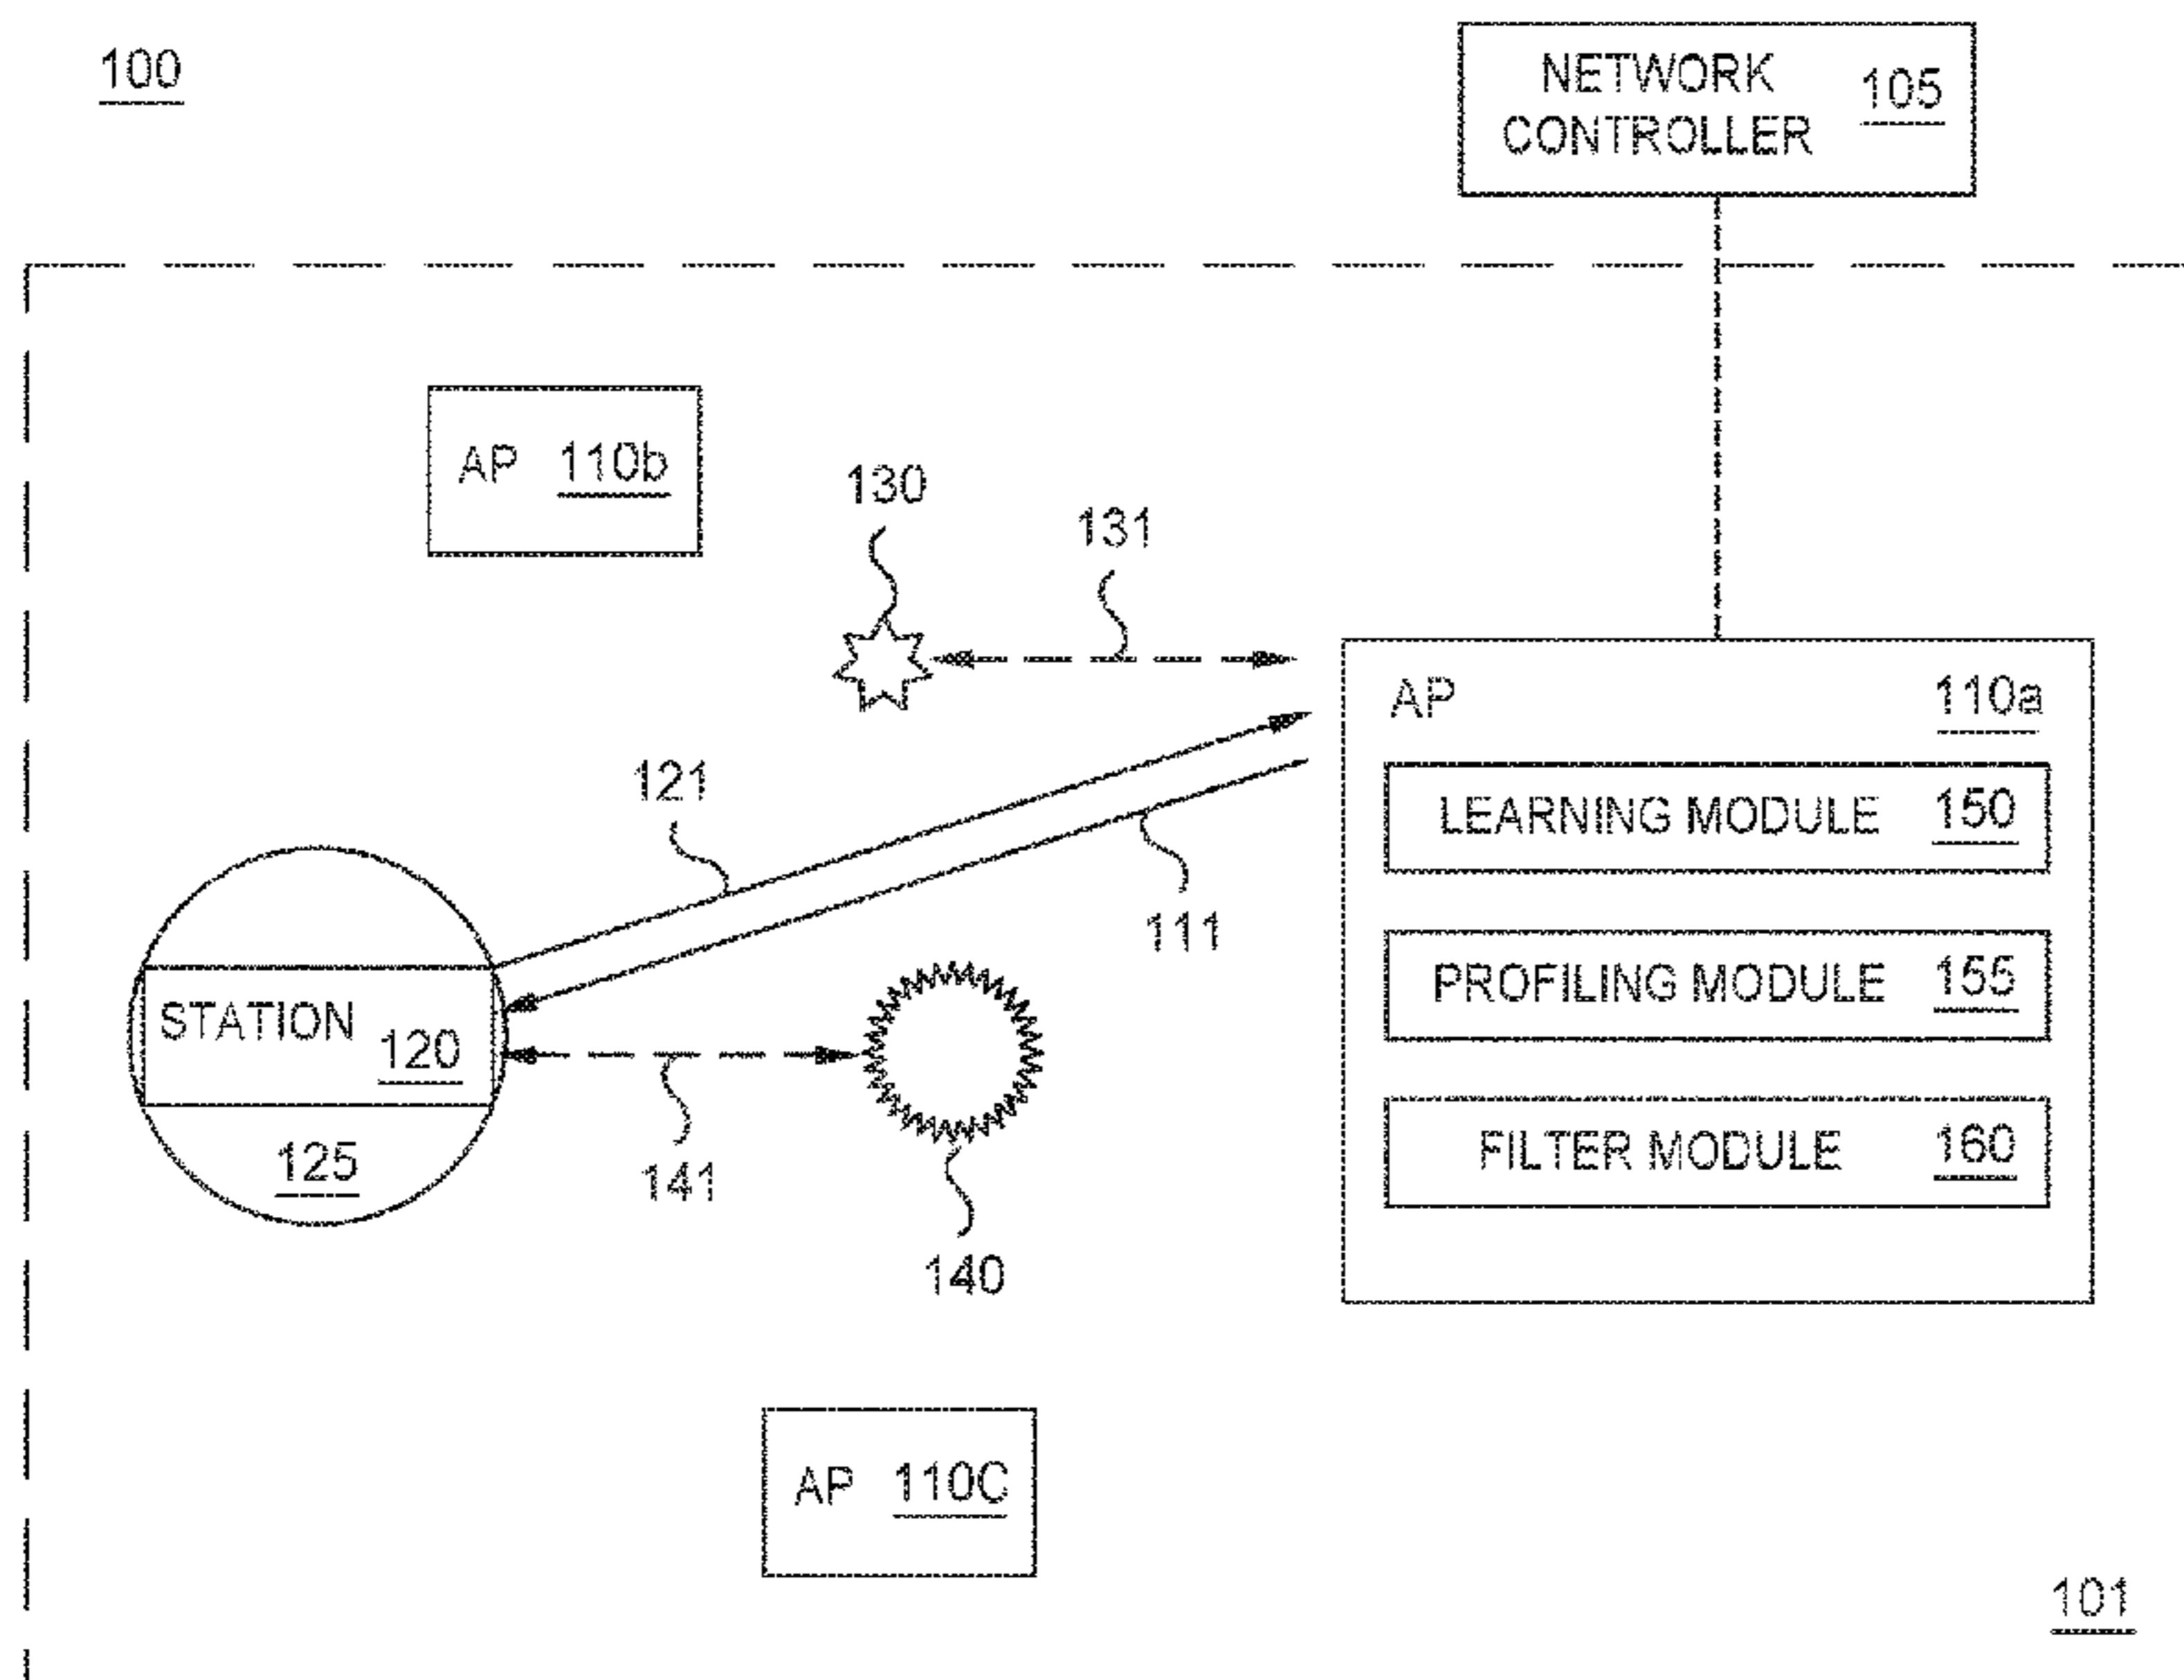 100
NETWORK
CONTROLLER 105
AP 110b
130
131
AP 110a
121
LEARNING MODULE 150
111
PROFILING MODULE 155
STATION 120
125
141
FILTER MODULE 160
140
AP 110C
101